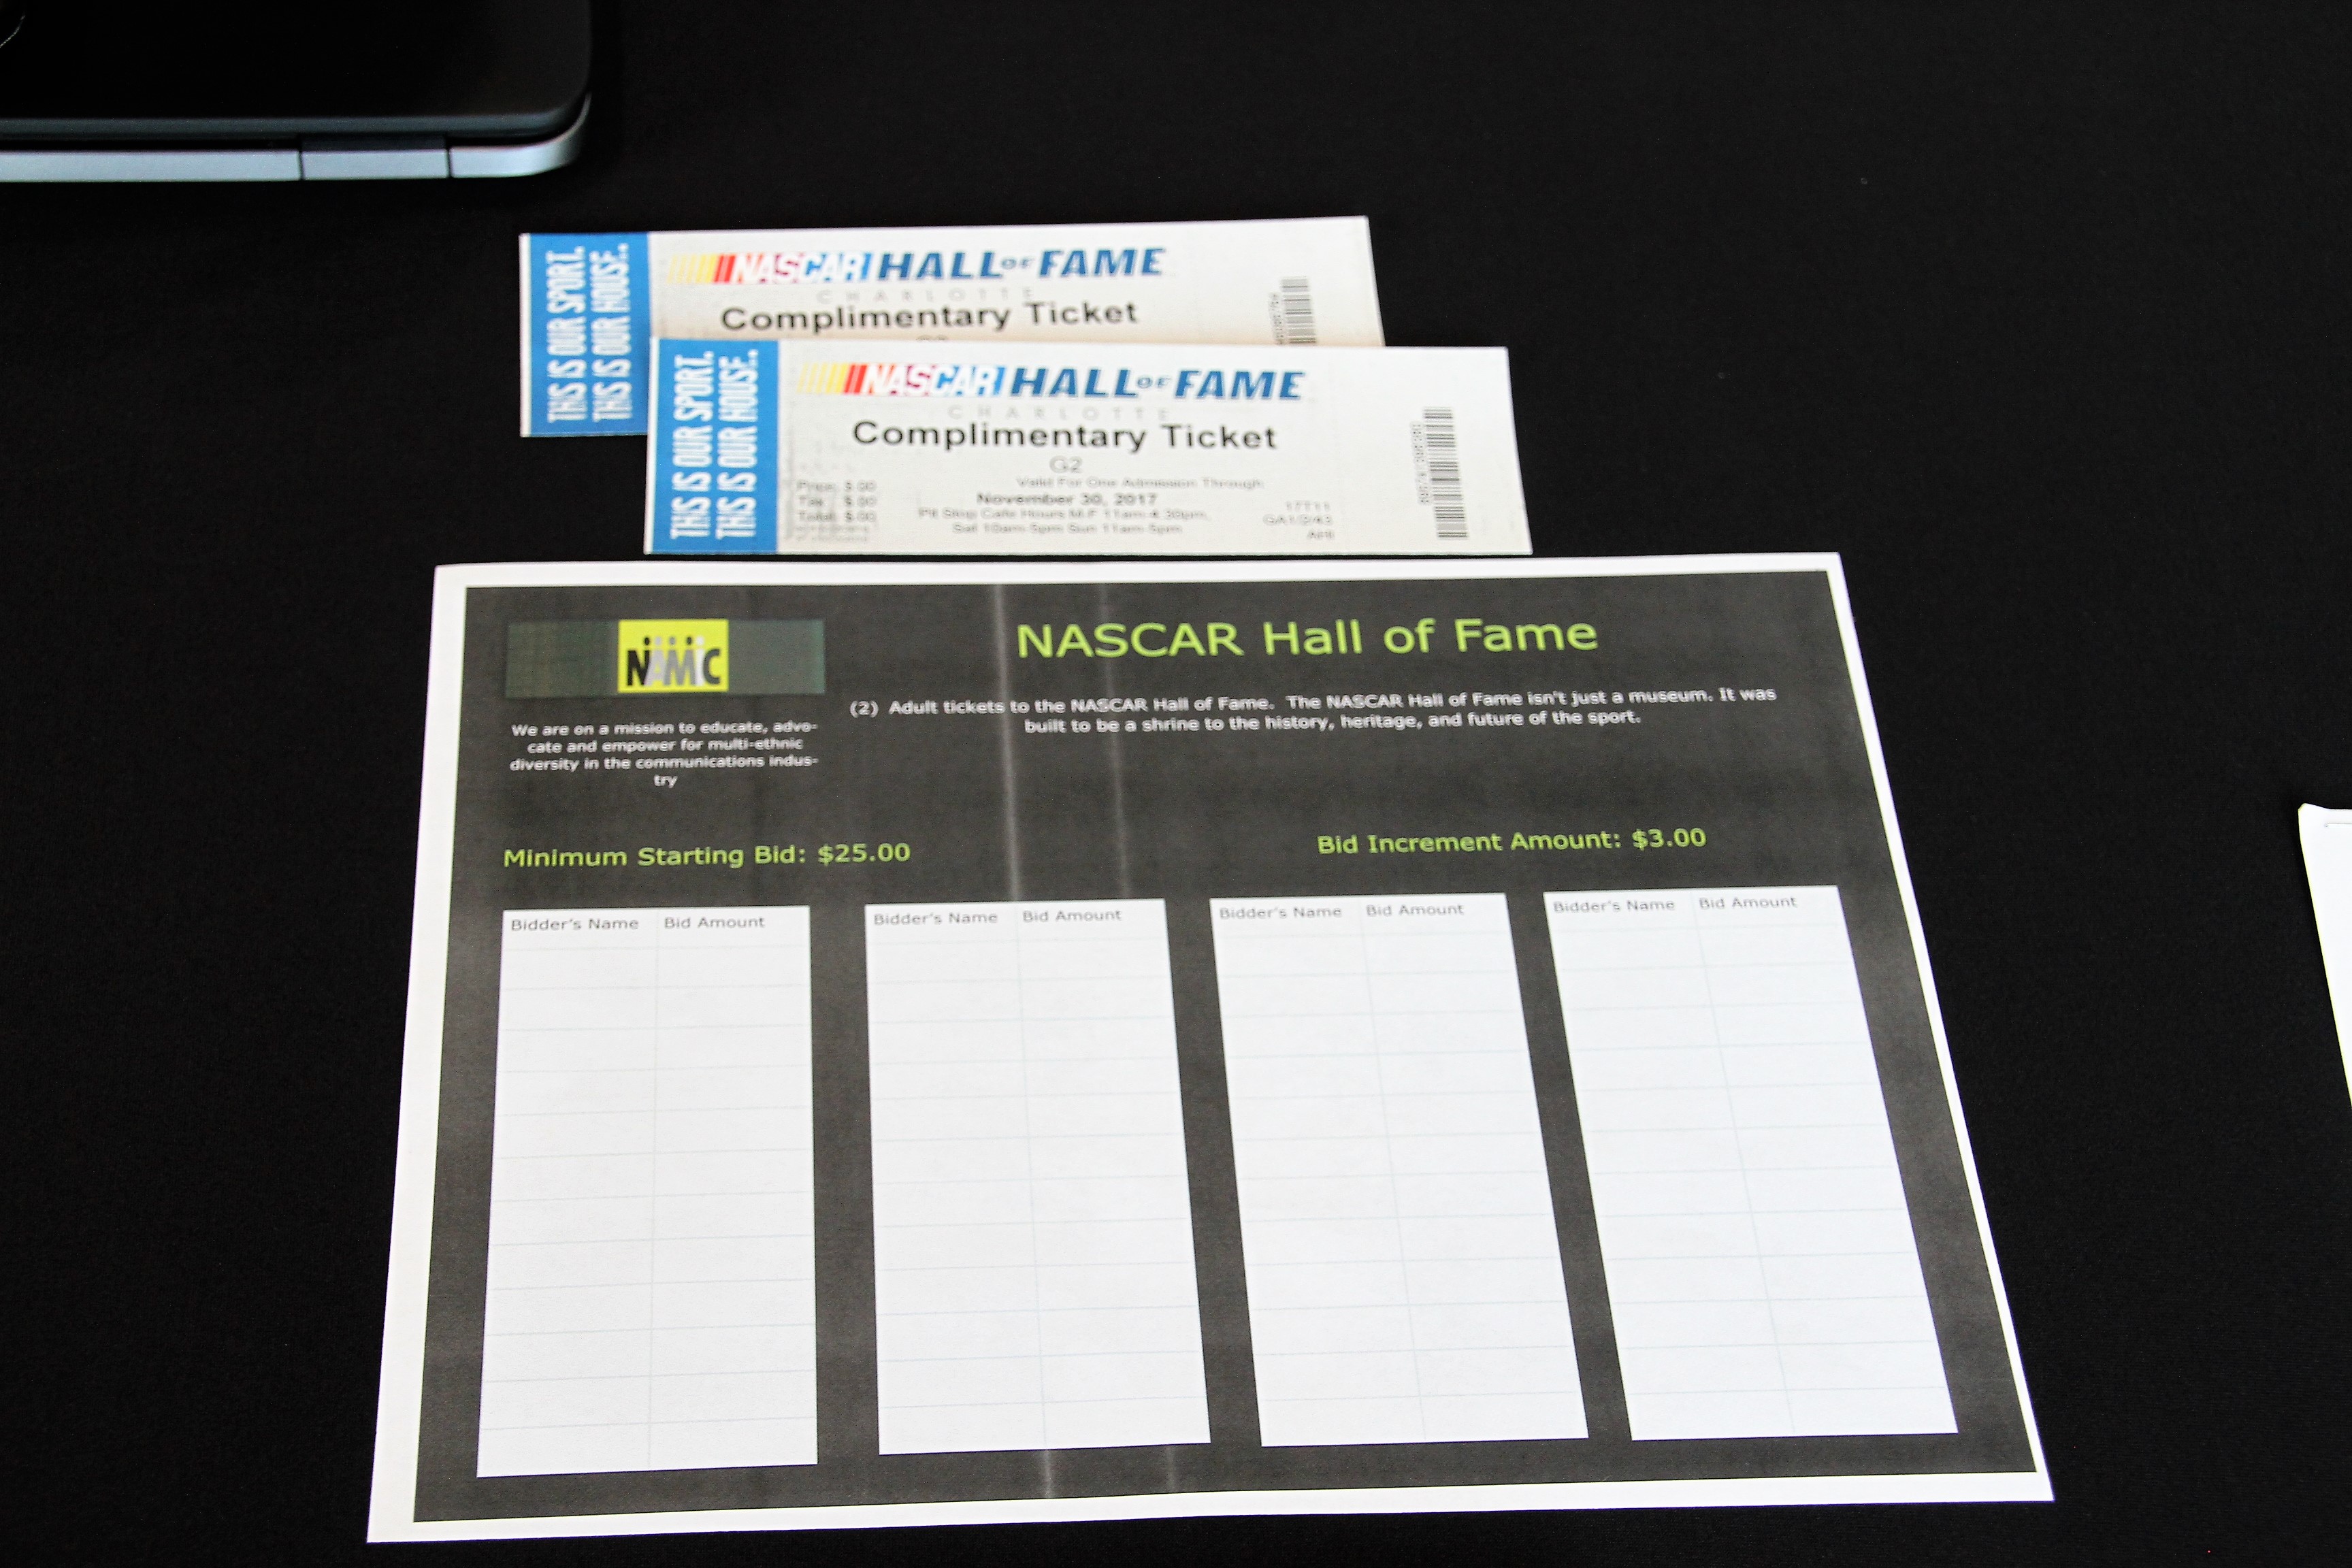 THIS IS OUR SPORT.
THIS IS OUR HOUSE.
NASCAR HALL OF FAME
CHARLOTTE
Complimentary Ticket
THIS IS OUR SPORT.
THIS IS OUR HOUSE.
NASCAR HALL OF FAME
CHARLOTTE
Complimentary Ticket
G2
Price: $.00
Tax: $.00
Total: $.00
Valid For One Admission Through
November 30, 2017
Pit Stop Cafe Hours M-F 11am-4:30pm,
Sat 10am-5pm Sun 11am-5pm
NAMIC
We are on a mission to educate, advo-
cate and empower for multi-ethnic
diversity in the communications indus-
try
NASCAR Hall of Fame
(2) Adult tickets to the NASCAR Hall of Fame. The NASCAR Hall of Fame isn't just a museum. It was
built to be a shrine to the history, heritage, and future of the sport.
Minimum Starting Bid: $25.00
Bid Increment Amount: $3.00
Bidder's Name Bid Amount
Bidder's Name Bid Amount
Bidder's Name Bid Amount
Bidder's Name Bid Amount